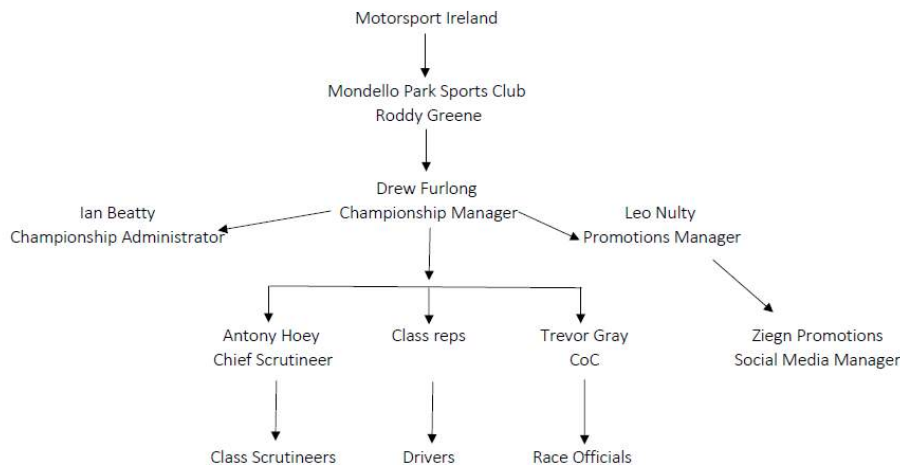 Motorsport Ireland
Mondello Park Sports Club
Roddy Greene
Drew Furlong
Championship Manager
Ian Beatty
Championship Administrator
Leo Nulty
Promotions Manager
Antony Hoey
Chief Scrutineer
Class reps
Trevor Gray
CoC
Ziegn Promotions
Social Media Manager
Class Scrutineers
Drivers
Race Officials